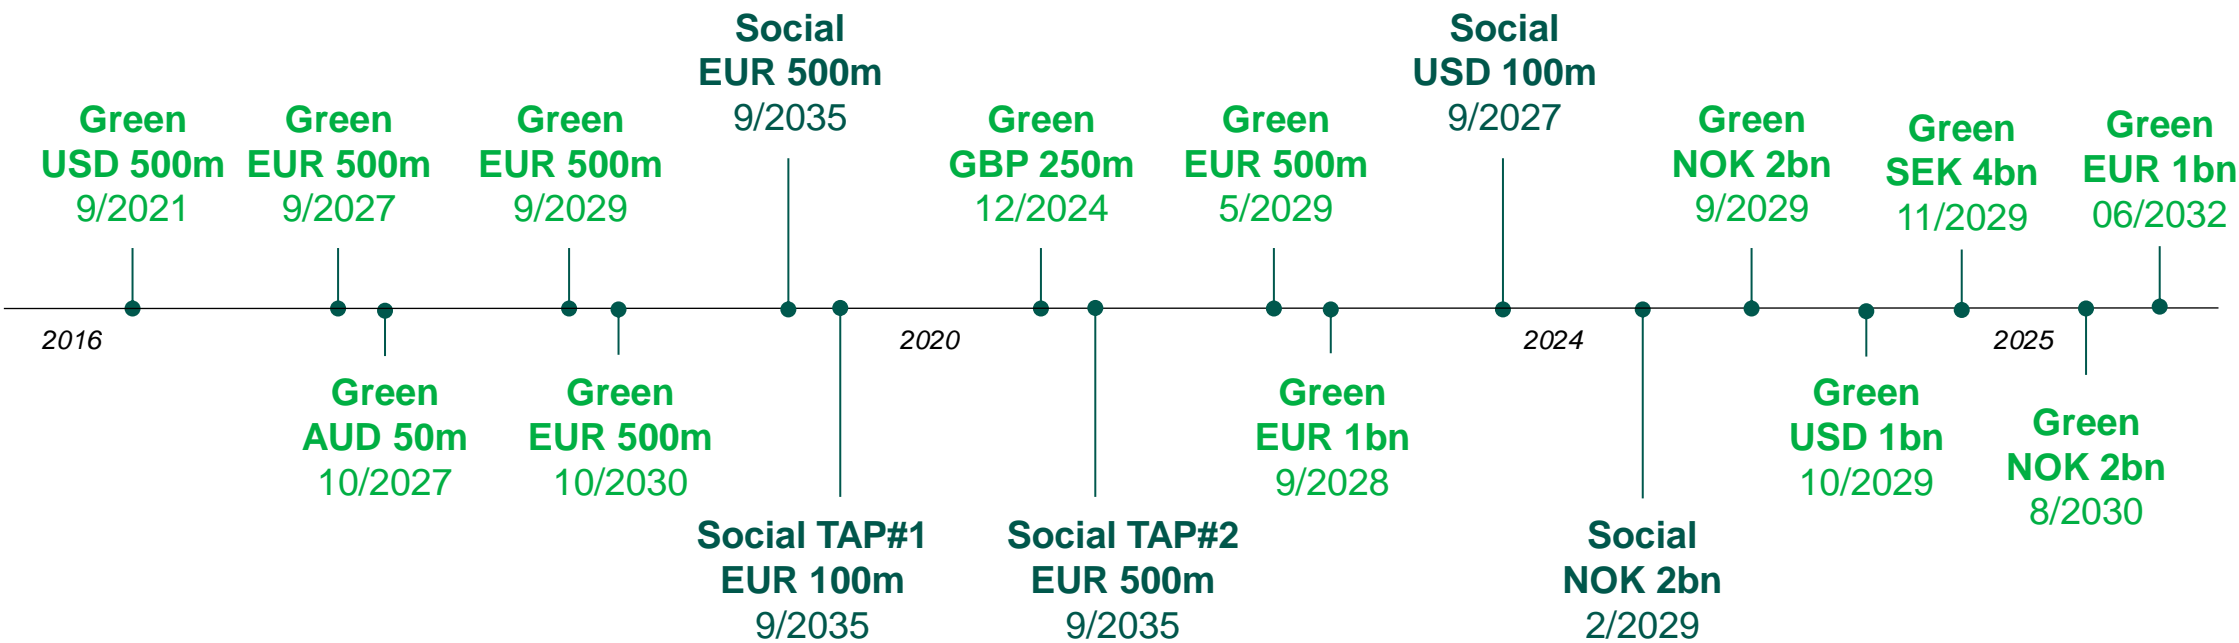 Social
EUR 500m
9/2035
Social
USD 100m
9/2027
Green
USD 500m
9/2021
Green
EUR 500m
9/2027
Green
EUR 500m
9/2029
Green
GBP 250m
12/2024
Green
EUR 500m
5/2029
Green
NOK 2bn
9/2029
Green
SEK 4bn
11/2029
Green
EUR 1bn
06/2032
2016
2020
2024
2025
Green
AUD 50m
10/2027
Green
EUR 500m
10/2030
Green
EUR 1bn
9/2028
Green
USD 1bn
10/2029
Green
NOK 2bn
8/2030
Social TAP#1
EUR 100m
9/2035
Social TAP#2
EUR 500m
9/2035
Social
NOK 2bn
2/2029